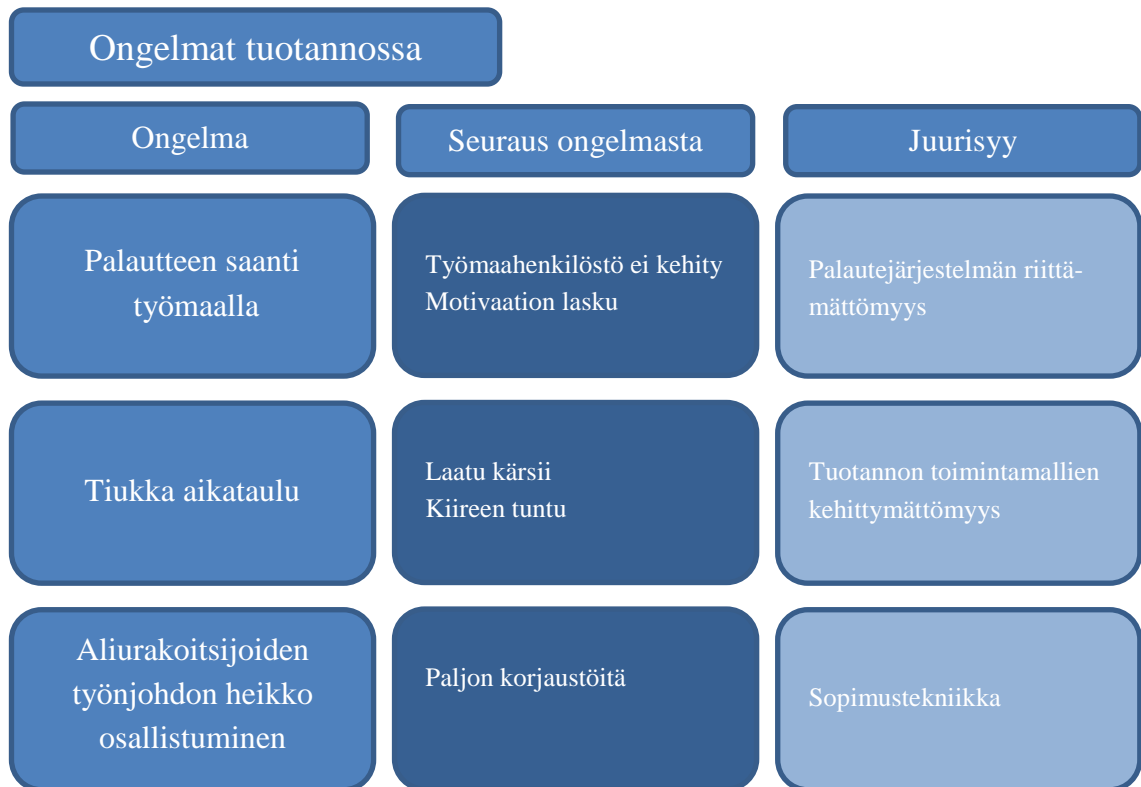 Ongelmat tuotannossa
Ongelma
Seuraus ongelmasta
Juurisyy
Palautteen saanti
työmaalla
Työmaahenkilöstö ei kehity
Motivaation lasku
Palautejärjestelmän riittä-
mättömyys
Tiukka aikataulu
Laatu kärsii
Kiireen tuntu
Tuotannon toimintamallien
kehittymättömyys
Aliurakoitsijoiden
työnjohdon heikko
osallistuminen
Paljon korjaustöitä
Sopimustekniikka